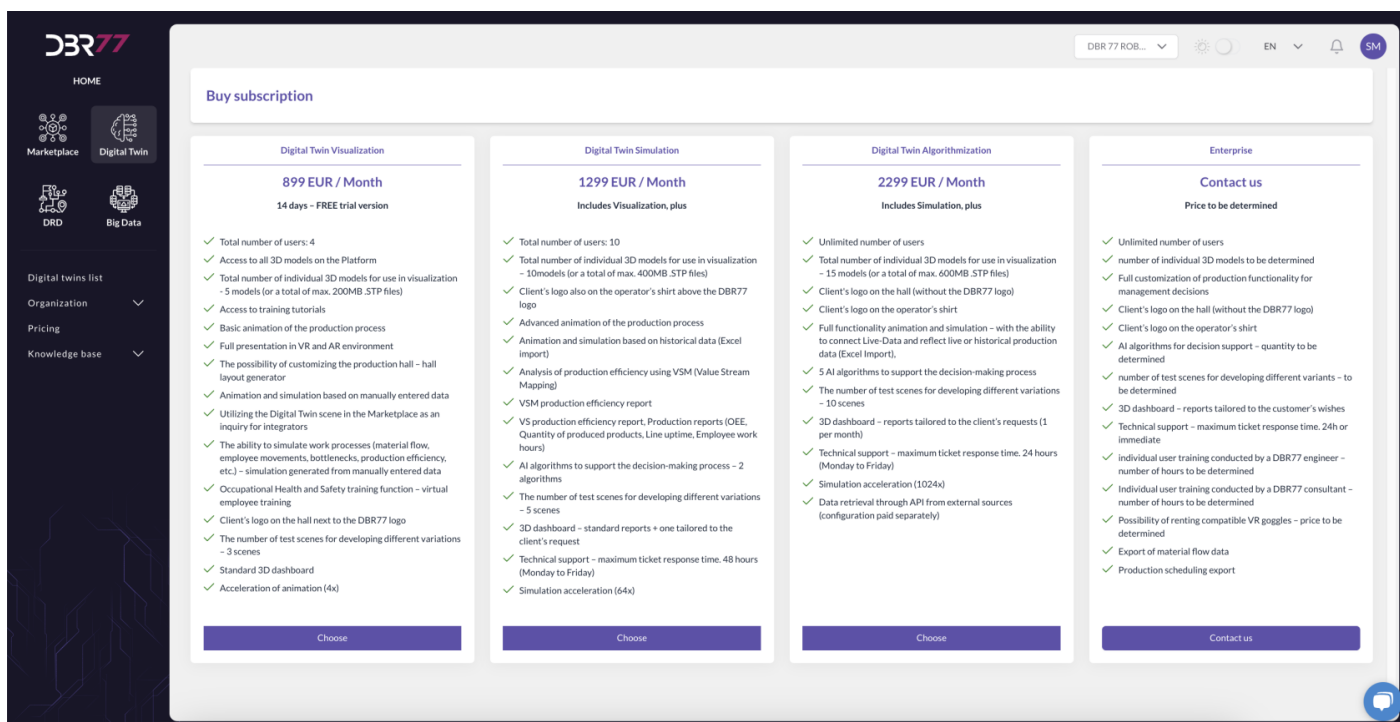 DBR77
HOME
Marketplace
Digital Twin
DRD
Big Data
Digital twins list
Organization
Pricing
Knowledge base
DBR 77 ROB...
EN
SM
Buy subscription
Digital Twin Visualization
899 EUR / Month
14 days – FREE trial version
Total number of users: 4
Access to all 3D models on the Platform
Total number of individual 3D models for use in visualization
- 5 models (or a total of max. 200MB .STP files)
Access to training tutorials
Basic animation of the production process
Full presentation in VR and AR environment
The possibility of customizing the production hall – hall
layout generator
Animation and simulation based on manually entered data
Utilizing the Digital Twin scene in the Marketplace as an
inquiry for integrators
The ability to simulate work processes (material flow,
employee movements, bottlenecks, production efficiency,
etc.) – simulation generated from manually entered data
Occupational Health and Safety training function – virtual
employee training
Client's logo on the hall next to the DBR77 logo
The number of test scenes for developing different variations
– 3 scenes
Standard 3D dashboard
Acceleration of animation (4x)
Choose
Digital Twin Simulation
1299 EUR / Month
Includes Visualization, plus
Total number of users: 10
Total number of individual 3D models for use in visualization
– 10models (or a total of max. 400MB .STP files)
Client's logo also on the operator's shirt above the DBR77
logo
Advanced animation of the production process
Animation and simulation based on historical data (Excel
import)
Analysis of production efficiency using VSM (Value Stream
Mapping)
VSM production efficiency report
VS production efficiency report, Production reports (OEE,
Quantity of produced products, Line uptime, Employee work
hours)
AI algorithms to support the decision-making process – 2
algorithms
The number of test scenes for developing different variations
– 5 scenes
3D dashboard – standard reports + one tailored to the
client's request
Technical support – maximum ticket response time. 48 hours
(Monday to Friday)
Simulation acceleration (64x)
Choose
Digital Twin Algorithmization
2299 EUR / Month
Includes Simulation, plus
Unlimited number of users
Total number of individual 3D models for use in visualization
– 15 models (or a total of max. 600MB .STP files)
Client's logo on the hall (without the DBR77 logo)
Client's logo on the operator's shirt
Full functionality animation and simulation – with the ability
to connect Live-Data and reflect live or historical production
data (Excel Import),
5 AI algorithms to support the decision-making process
The number of test scenes for developing different variations
– 10 scenes
3D dashboard – reports tailored to the client's requests (1
per month)
Technical support – maximum ticket response time. 24 hours
(Monday to Friday)
Simulation acceleration (1024x)
Data retrieval through API from external sources
(configuration paid separately)
Choose
Enterprise
Contact us
Price to be determined
Unlimited number of users
number of individual 3D models to be determined
Full customization of production functionality for
management decisions
Client's logo on the hall (without the DBR77 logo)
Client's logo on the operator's shirt
AI algorithms for decision support – quantity to be
determined
number of test scenes for developing different variants – to
be determined
3D dashboard – reports tailored to the customer's wishes
Technical support – maximum ticket response time. 24h or
immediate
individual user training conducted by a DBR77 engineer –
number of hours to be determined
Individual user training conducted by a DBR77 consultant –
number of hours to be determined
Possibility of renting compatible VR goggles – price to be
determined
Export of material flow data
Production scheduling export
Contact us